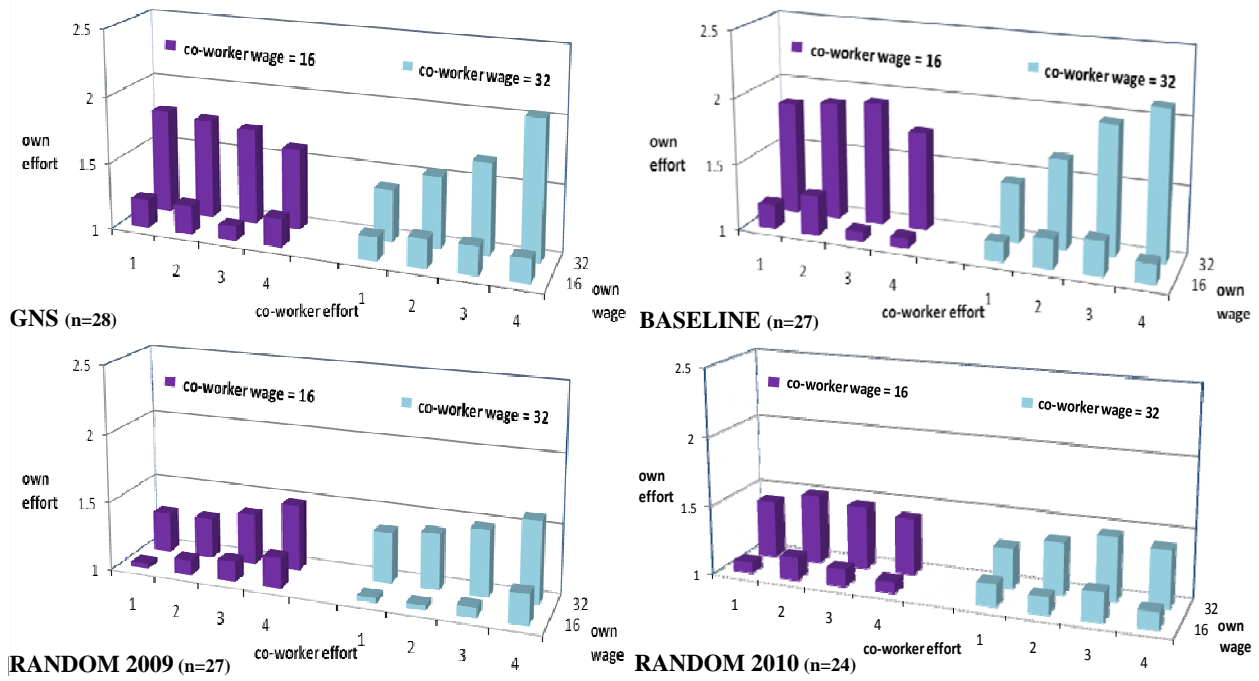 2.5
co-worker wage = 16
co-worker wage = 32
2
own
effort
1.5
1
1 2 3 4 1 2 3 4
32
16
own
wage
co-worker effort
GNS (n=28)
2.5
co-worker wage = 16
co-worker wage = 32
2
own
effort
1.5
1
1 2 3 4 1 2 3 4
32
16
own
wage
co-worker effort
BASELINE (n=27)
2.5
co-worker wage = 16
co-worker wage = 32
2
own
effort
1.5
1
1 2 3 4 1 2 3 4
32
16
own
wage
co-worker effort
RANDOM 2009 (n=27)
2.5
co-worker wage = 16
co-worker wage = 32
2
own
effort
1.5
1
1 2 3 4 1 2 3 4
32
16
own
wage
co-worker effort
RANDOM 2010 (n=24)